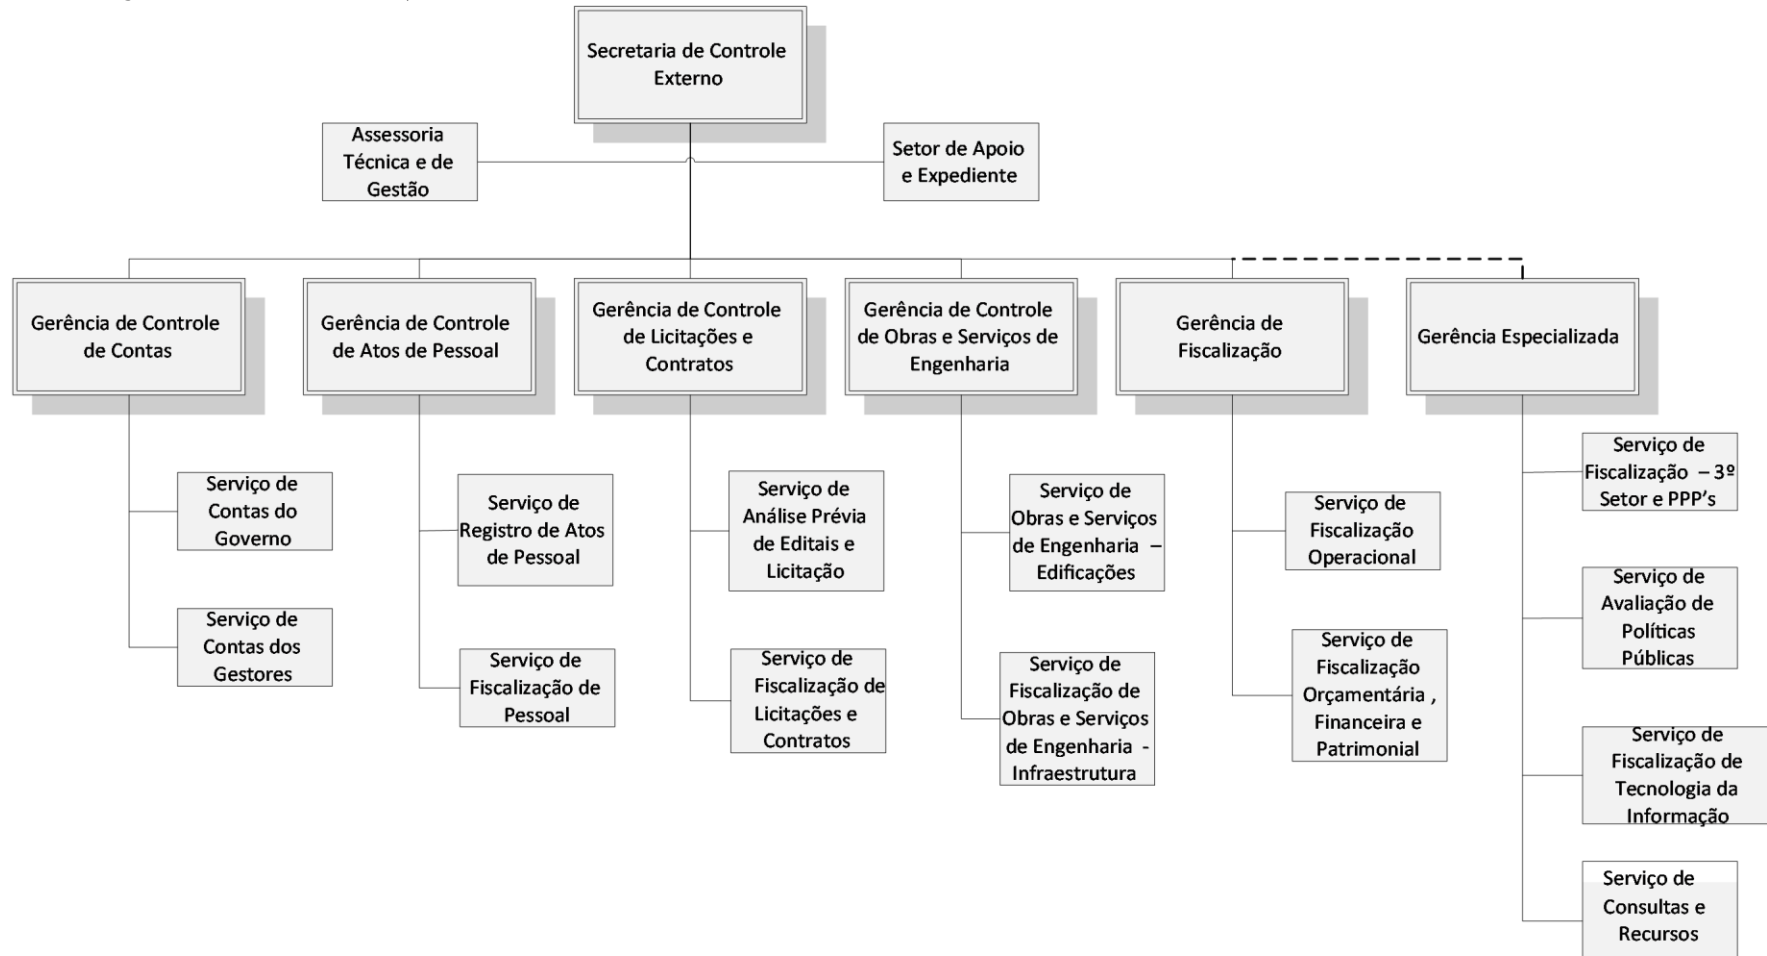 Secretaria de Controle
Externo
Assessoria
Técnica e de
Gestão
Setor de Apoio
e Expediente
Gerência de Controle
de Contas
Gerência de Controle
de Atos de Pessoal
Gerência de Controle
de Licitações e
Contratos
Gerência de Controle
de Obras e Serviços de
Engenharia
Gerência de
Fiscalização
Gerência Especializada
Serviço de
Contas do
Governo
Serviço de
Contas dos
Gestores
Serviço de
Registro de Atos
de Pessoal
Serviço de
Fiscalização de
Pessoal
Serviço de
Análise Prévia
de Editais e
Licitação
Serviço de
Fiscalização de
Licitações e
Contratos
Serviço de
Obras e Serviços
de Engenharia –
Edificações
Serviço de
Fiscalização de
Obras e Serviços
de Engenharia -
Infraestrutura
Serviço de
Fiscalização
Operacional
Serviço de
Fiscalização
Orçamentária ,
Financeira e
Patrimonial
Serviço de
Fiscalização – 3º
Setor e PPP’s
Serviço de
Avaliação de
Políticas
Públicas
Serviço de
Fiscalização de
Tecnologia da
Informação
Serviço de
Consultas e
Recursos